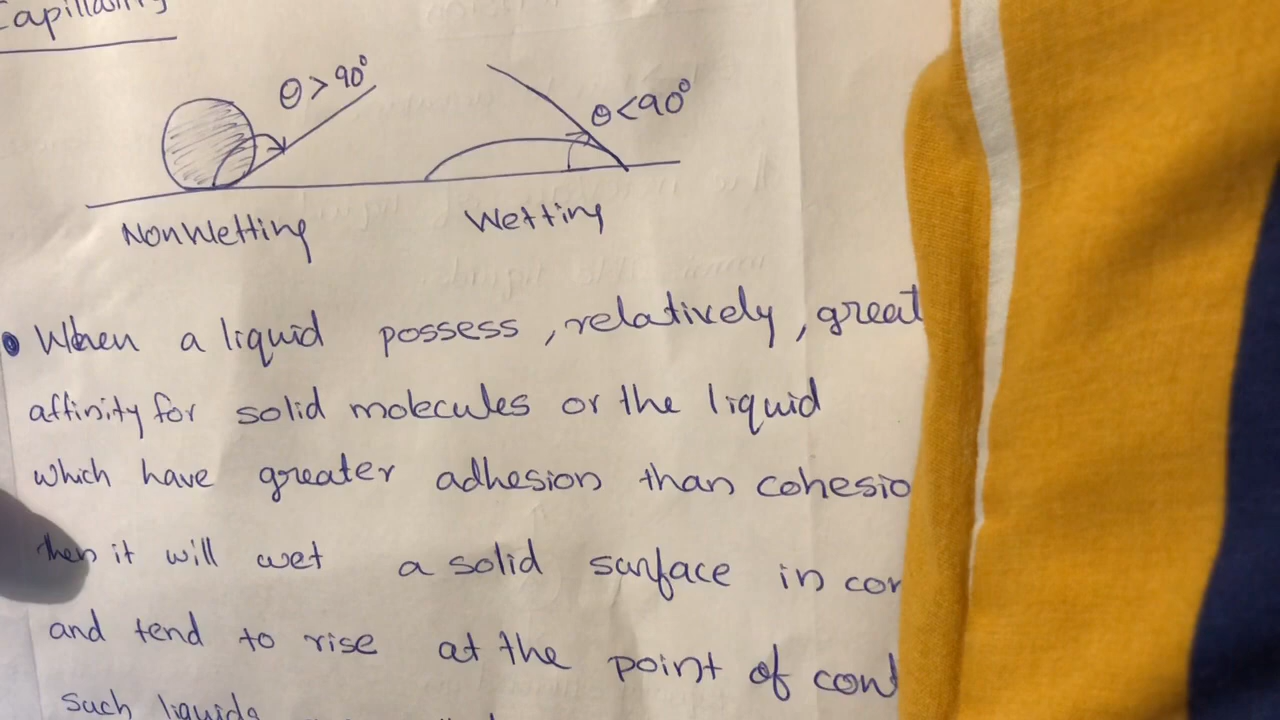 Capillarity
θ > 90°
θ < 90°
NonWetting
Wetting
When a liquid possess , relatively , great
affinity for solid molecules or the liquid
which have greater adhesion than cohesio
then it will wet a solid surface in con
and tend to rise at the point of cont
such liquids